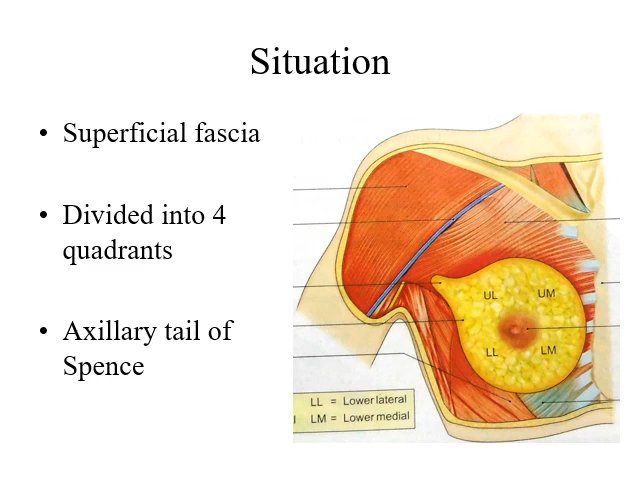 Situation
• Superficial fascia
• Divided into 4
quadrants
• Axillary tail of
Spence
UL UM
LL LM
LL = Lower lateral
LM = Lower medial